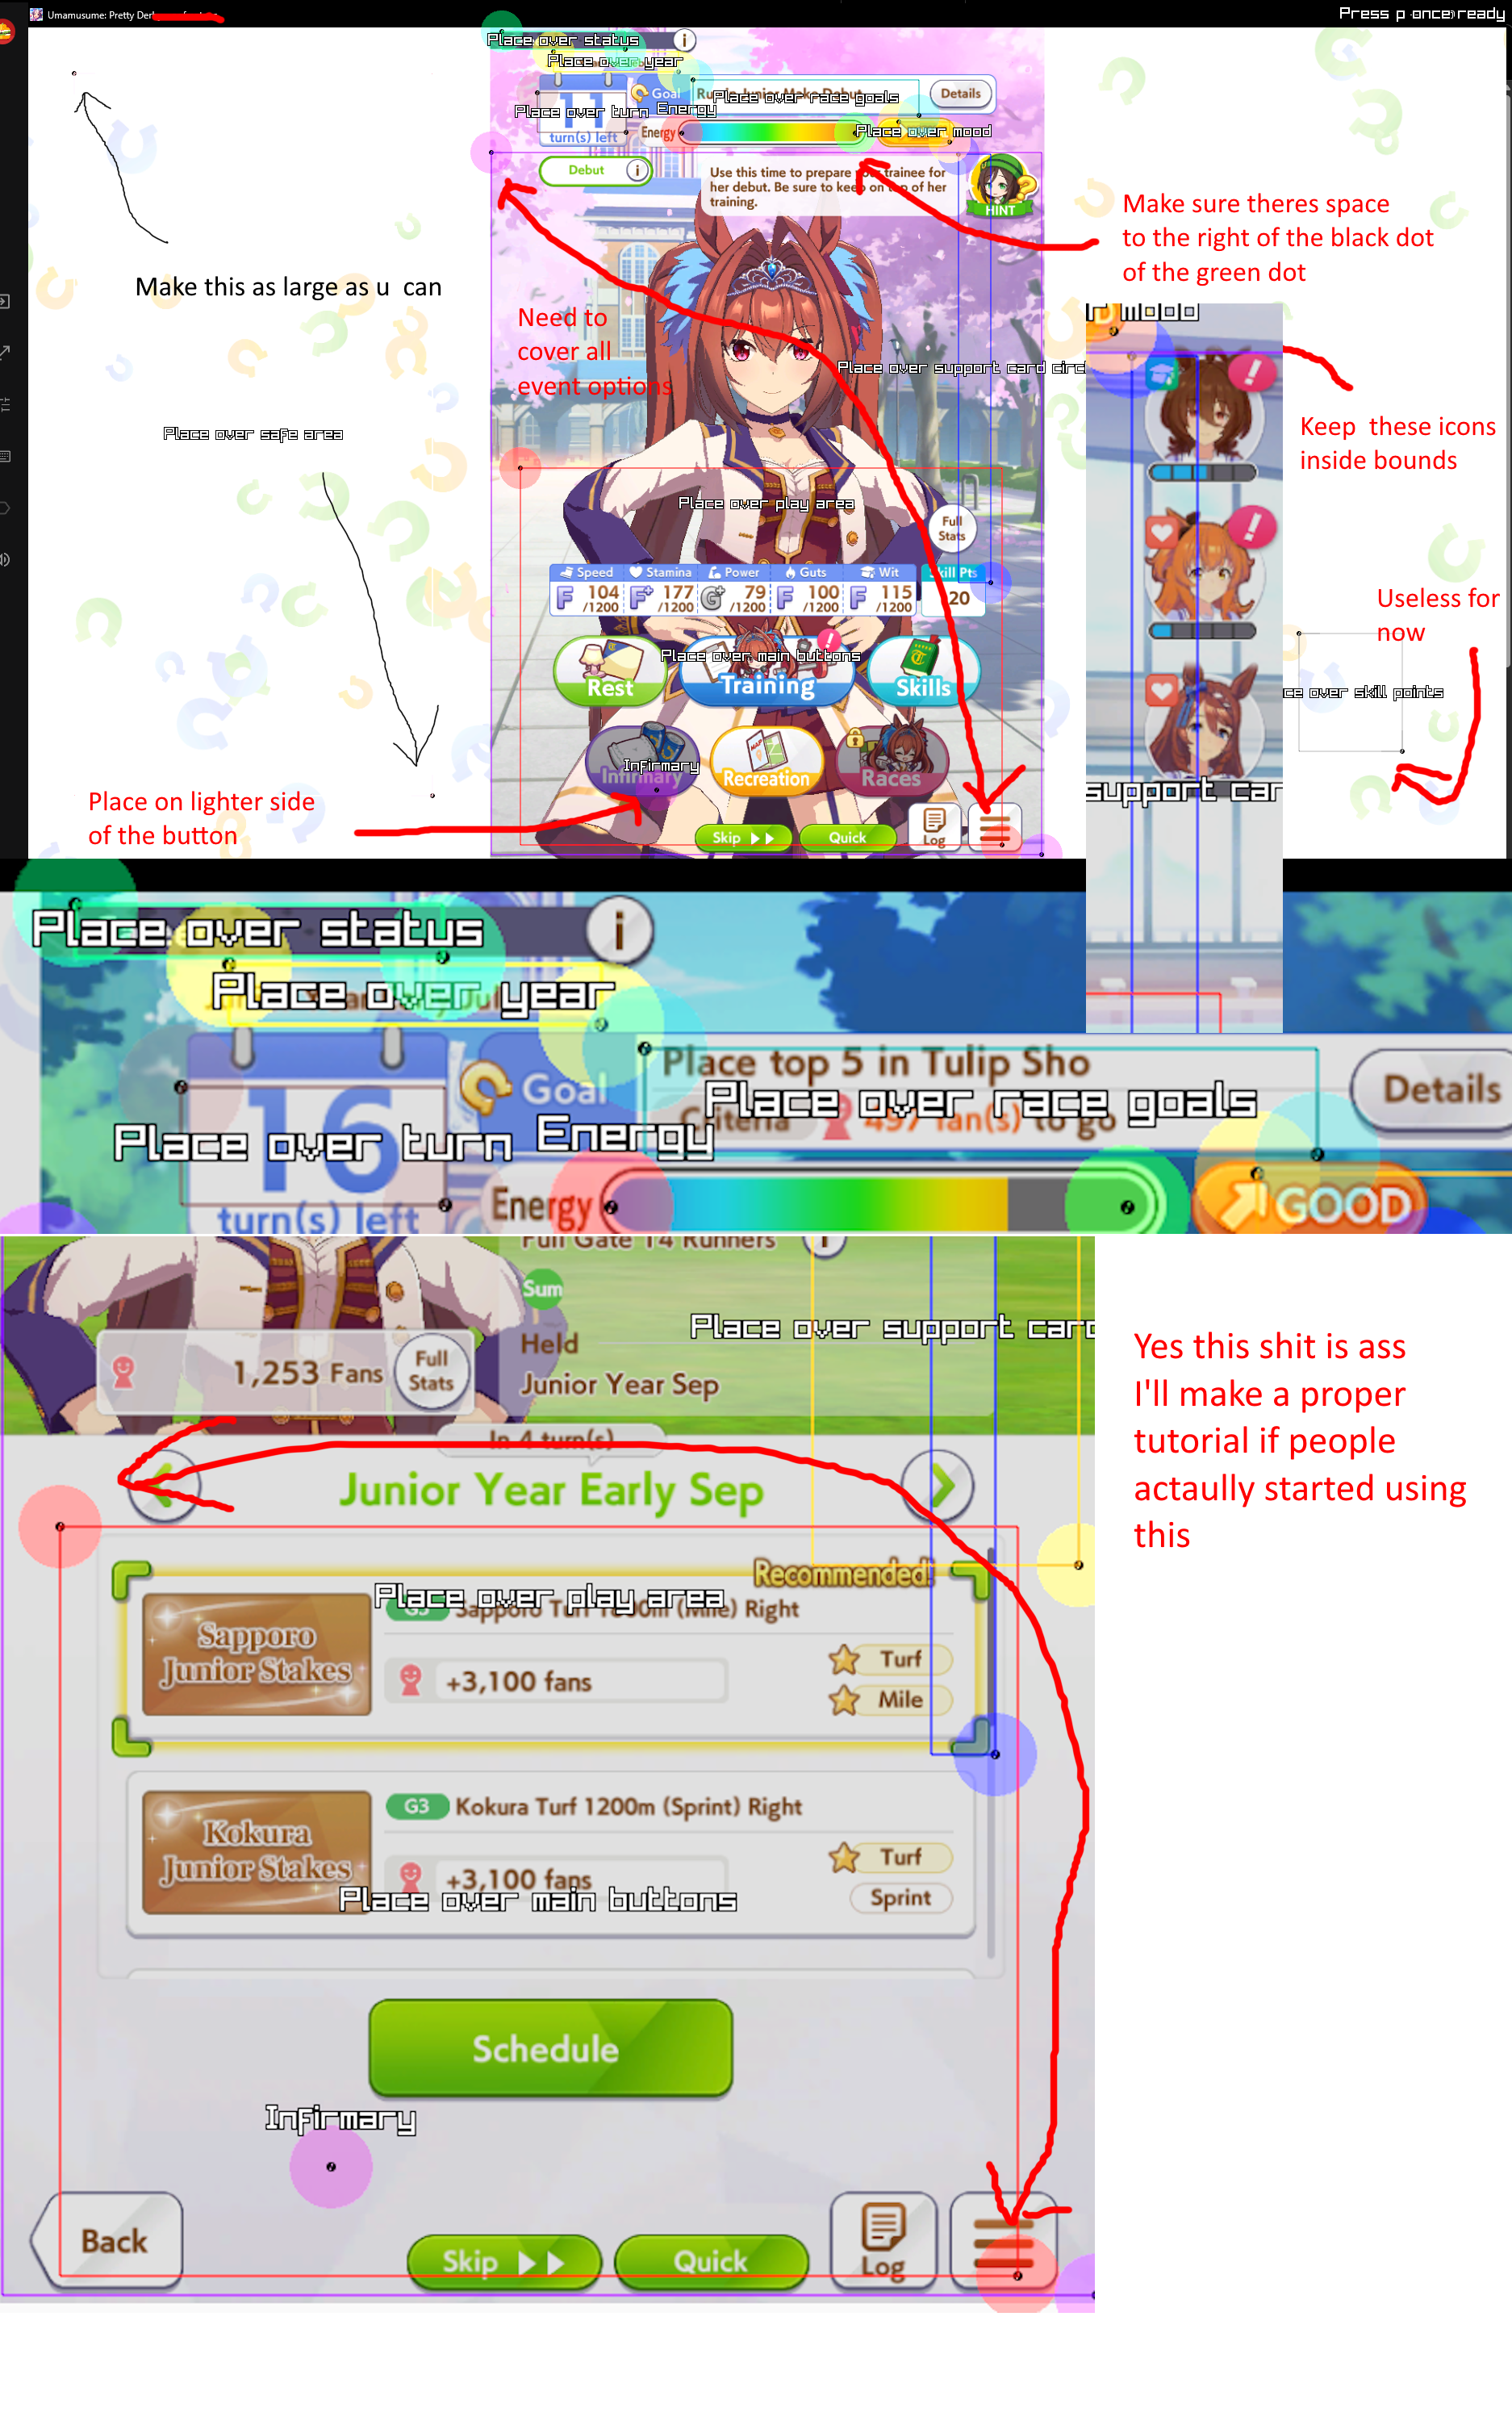 Umamusume: Pretty Der
Press p once ready
Place over status
i
Place over year
11
turn(s) left
Place over turn
Goal
Energy
Place over race goals
Details
Energy
Place over mood
Debut
i
Use this time to prepare your trainee for
her debut. Be sure to keep on top of her
training.
HINT
Make sure theres space
to the right of the black dot
of the green dot
Make this as large as u can
Need to
cover all
event options
Place over support card circ
mood
Keep these icons
inside bounds
Place over safe area
Place over play area
Full
Stats
Speed Stamina Power Guts Wit Skill Pts
F 104 /1200
F+ 177 /1200
G+ 79 /1200
F 100 /1200
F 115 /1200
20
Useless for
now
Place over main buttons
Rest
Training
Skills
ce over skill points
Infirmary
Infirmary
Recreation
Races
support car
Place on lighter side
of the button
Skip
Quick
Log
Place over status
i
Place over year
16
turn(s) left
Place over turn
Goal
Energy
Place top 5 in Tulip Sho
Criteria 497 fan(s) to go
Place over race goals
Details
Energy
GOOD
Full Gate 14 Runners
i
Sum
Held
Junior Year Sep
1,253 Fans
Full
Stats
Place over support card
In 4 turn(s)
Junior Year Early Sep
Recommended!
Place over play area
G3 Sapporo Turf 1800m (Mile) Right
Sapporo
Junior Stakes
+3,100 fans
Turf
Mile
G3 Kokura Turf 1200m (Sprint) Right
Kokura
Junior Stakes
+3,100 fans
Turf
Sprint
Place over main buttons
Schedule
Infirmary
Back
Skip
Quick
Log
Yes this shit is ass
I'll make a proper
tutorial if people
actaully started using
this